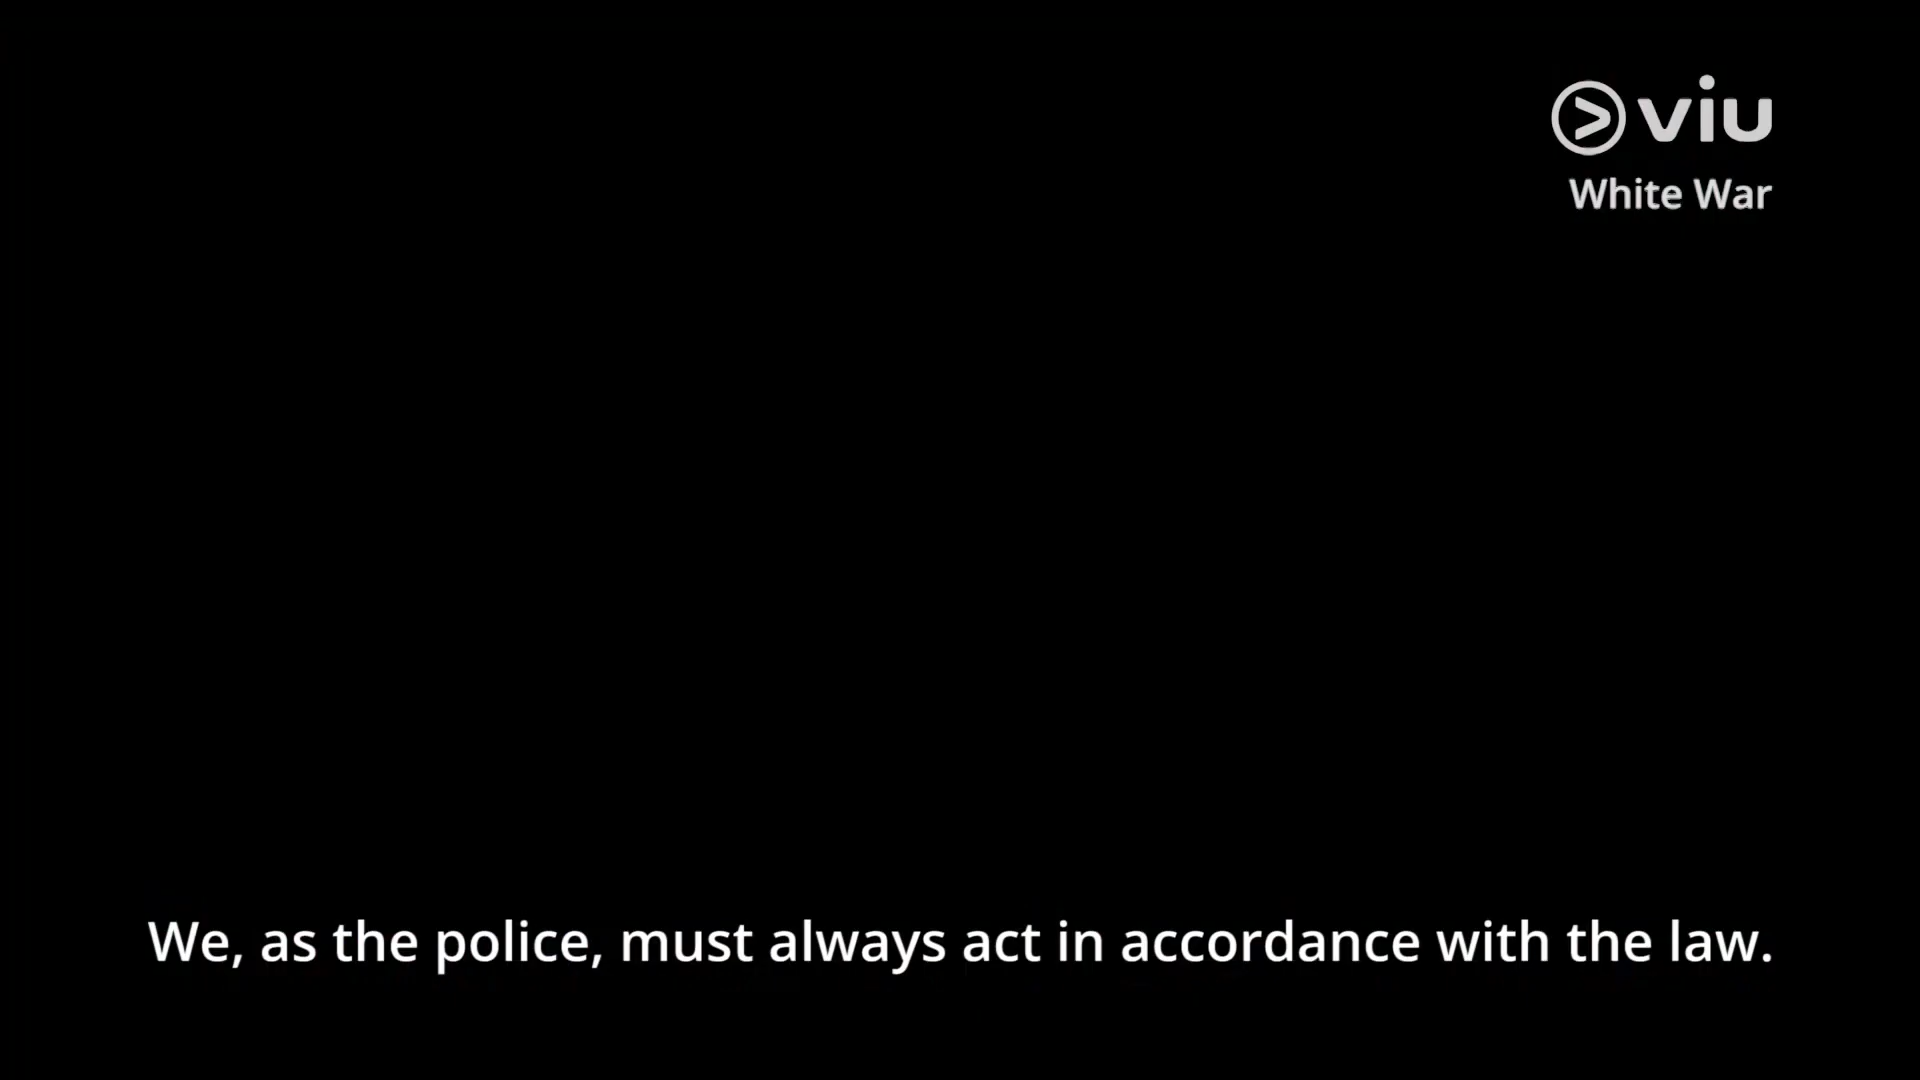 viu
White War
We, as the police, must always act in accordance with the law.